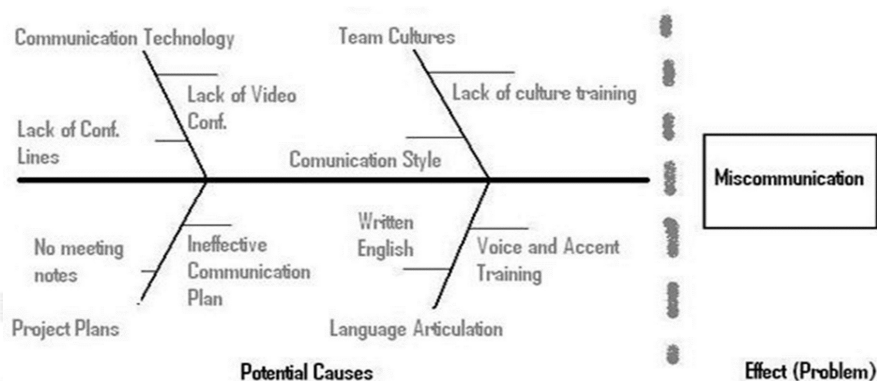 Communication Technology
Team Cultures
Lack of Video
Conf.
Lack of culture training
Lack of Conf.
Lines
Comunication Style
Miscommunication
No meeting
notes
Ineffective
Communication
Plan
Written
English
Voice and Accent
Training
Project Plans
Language Articulation
Potential Causes
Effect (Problem)